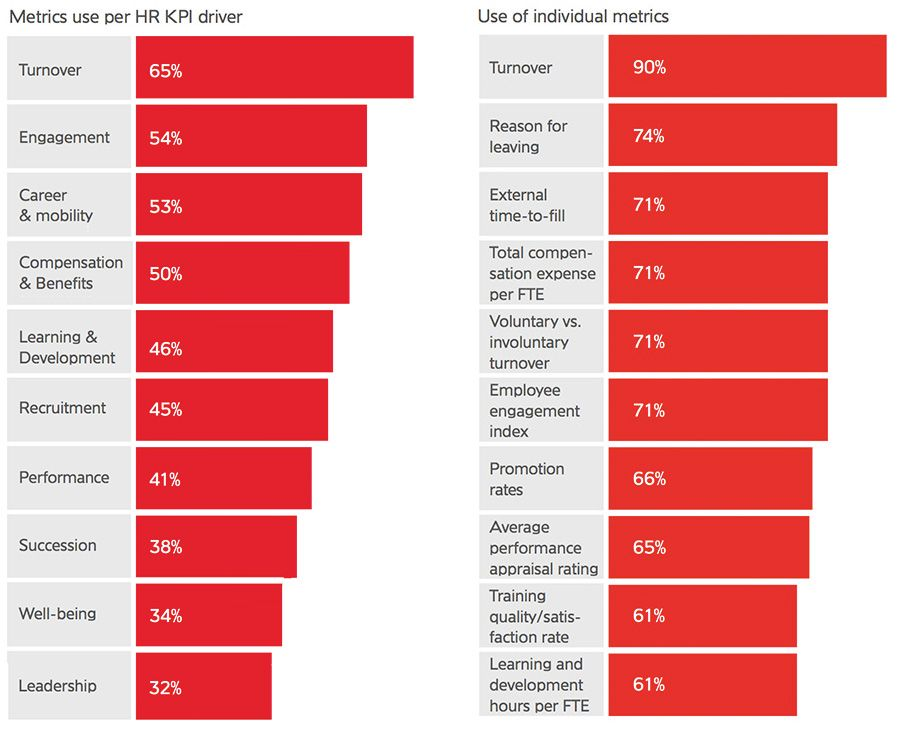 Metrics use per HR KPI driver
Turnover
65%
Engagement
54%
Career
& mobility
53%
Compensation
& Benefits
50%
Learning &
Development
46%
Recruitment
45%
Performance
41%
Succession
38%
Well-being
34%
Leadership
32%
Use of individual metrics
Turnover
90%
Reason for
leaving
74%
External
time-to-fill
71%
Total compen-
sation expense
per FTE
71%
Voluntary vs.
involuntary
turnover
71%
Employee
engagement
index
71%
Promotion
rates
66%
Average
performance
appraisal rating
65%
Training
quality/satis-
faction rate
61%
Learning and
development
hours per FTE
61%